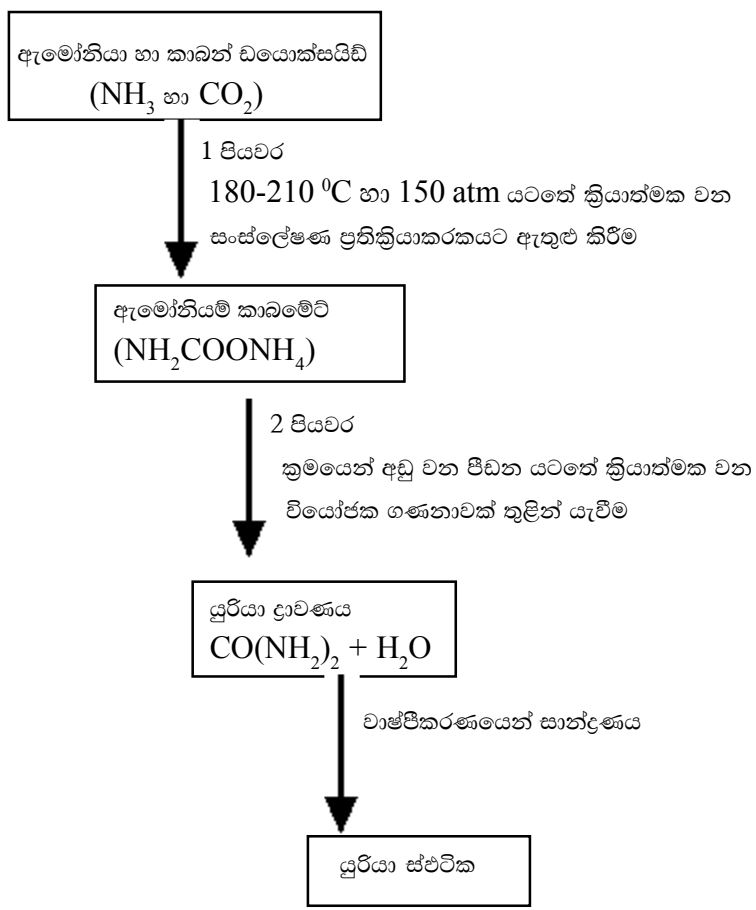 ඇමෝනියා හා කාබන් ඩයොක්සයිඩ්
(NH₃ හා CO₂)
1 පියවර
180-210 ⁰C හා 150 atm යටතේ ක්‍රියාත්මක වන
සංස්ලේෂණ ප්‍රතික්‍රියාකරකයට ඇතුළු කිරීම
ඇමෝනියම් කාබමේට්
(NH₂COONH₄)
2 පියවර
ක්‍රමයෙන් අඩු වන පීඩන යටතේ ක්‍රියාත්මක වන
වියෝජක ගණනාවක් තුළින් යැවීම
යුරියා ද්‍රාවණය
CO(NH₂)₂ + H₂O
වාෂ්පීකරණයෙන් සාන්ද්‍රණය
යුරියා ස්ඵටික